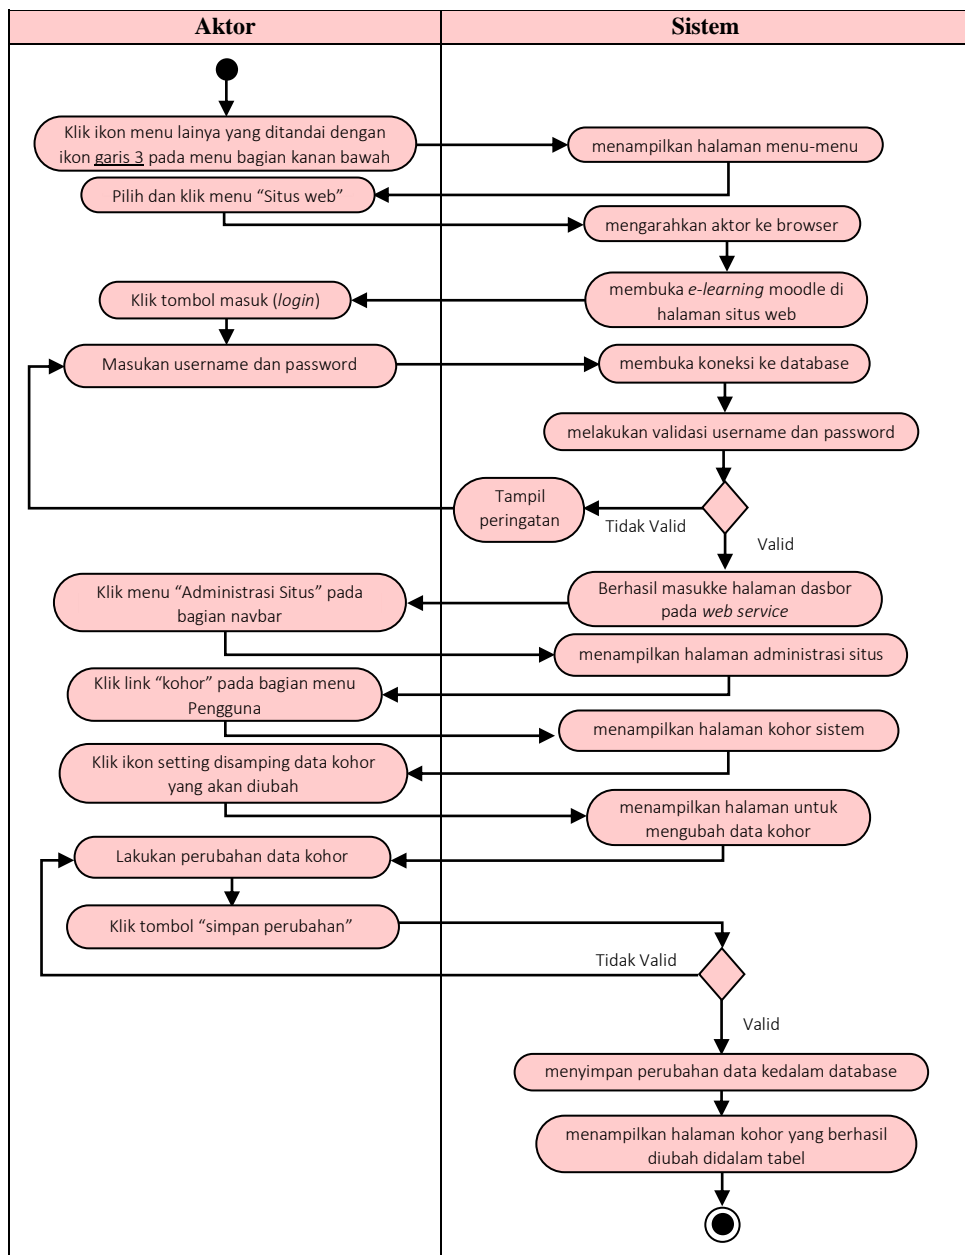 Aktor
Sistem
Klik ikon menu lainya yang ditandai dengan
ikon garis 3 pada menu bagian kanan bawah
menampilkan halaman menu-menu
Pilih dan klik menu “Situs web”
mengarahkan aktor ke browser
membuka e-learning moodle di
halaman situs web
Klik tombol masuk (login)
Masukan username dan password
membuka koneksi ke database
melakukan validasi username dan password
Tampil
peringatan
Tidak Valid
Valid
Berhasil masukke halaman dasbor
pada web service
Klik menu “Administrasi Situs” pada
bagian navbar
menampilkan halaman administrasi situs
Klik link “kohor” pada bagian menu
Pengguna
menampilkan halaman kohor sistem
Klik ikon setting disamping data kohor
yang akan diubah
menampilkan halaman untuk
mengubah data kohor
Lakukan perubahan data kohor
Klik tombol “simpan perubahan”
Tidak Valid
Valid
menyimpan perubahan data kedalam database
menampilkan halaman kohor yang berhasil
diubah didalam tabel